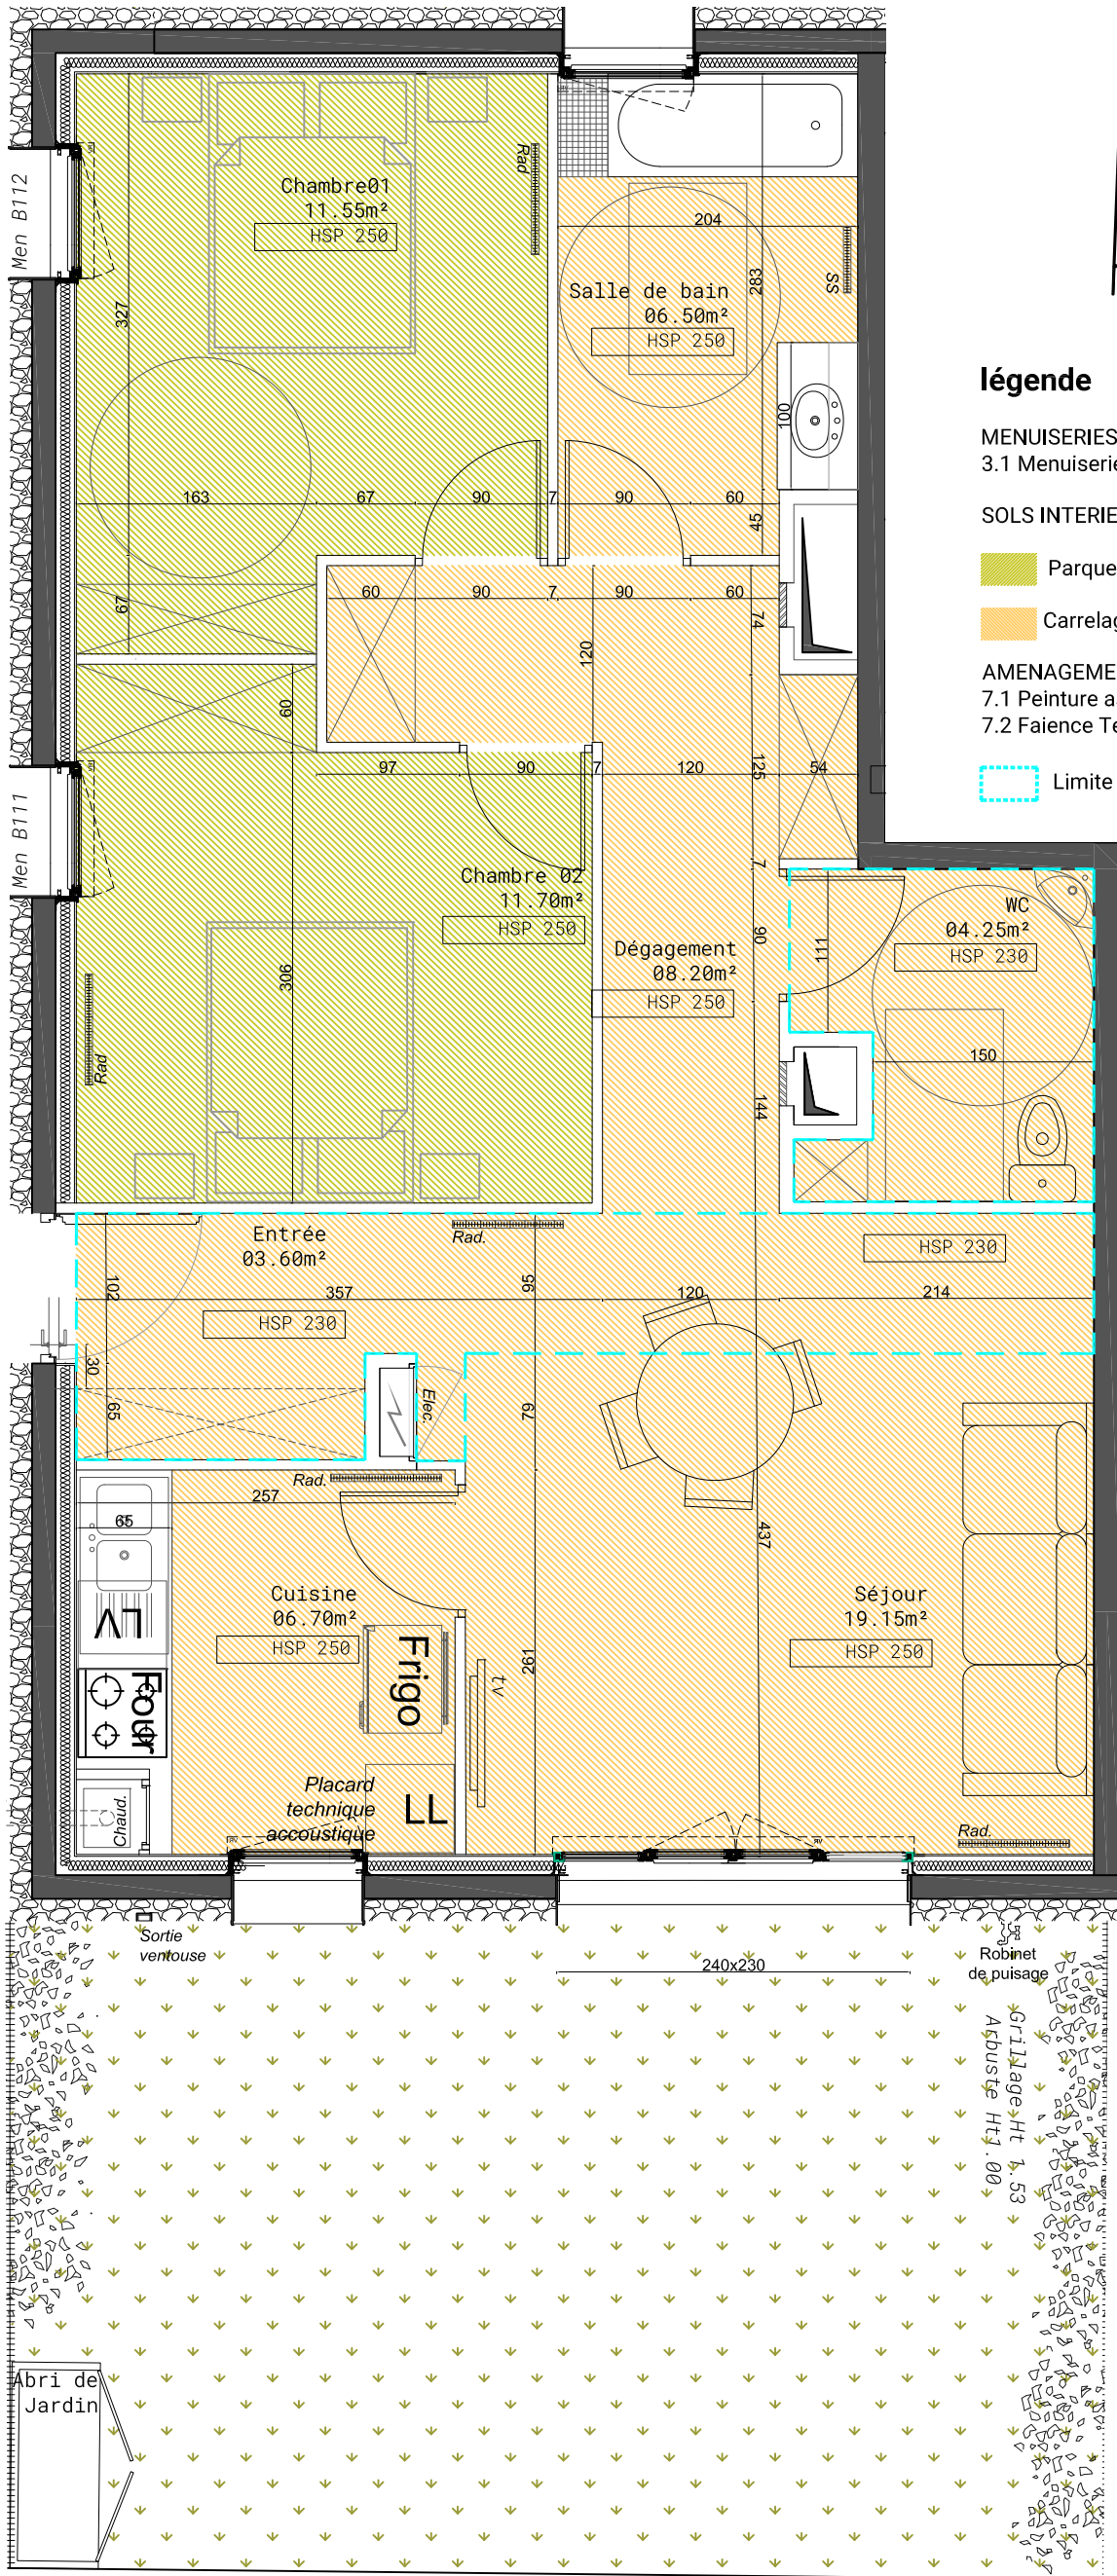 Men B112
Chambre01
11.55m²
HSP 250
Rad
327
204
283
SS
Salle de bain
06.50m²
HSP 250
100
163
67
90
7
90
60
45
67
60
90
7
90
60
74
120
60
97
90
7
120
125
54
7
Men B111
Chambre 02
11.70m²
HSP 250
306
Rad
Dégagement
08.20m²
HSP 250
90
144
111
WC
04.25m²
HSP 230
150
Entrée
03.60m²
HSP 230
Rad.
HSP 230
102
357
95
120
214
30
65
Elec.
79
Rad.
257
65
437
Cuisine
06.70m²
HSP 250
LV
Frigo
Four
261
tv
Séjour
19.15m²
HSP 250
Placard
technique
accoustique
LL
Chaud.
Rad.
Sortie
ventouse
240x230
Robinet
de puisage
Grillage Ht 1.53
Arbuste Ht1.00
Abri de
Jardin
légende
MENUISERIES
3.1 Menuiserie
SOLS INTERIE
Parque
Carrelag
AMENAGEME
7.1 Peinture a
7.2 Faience Te
Limite